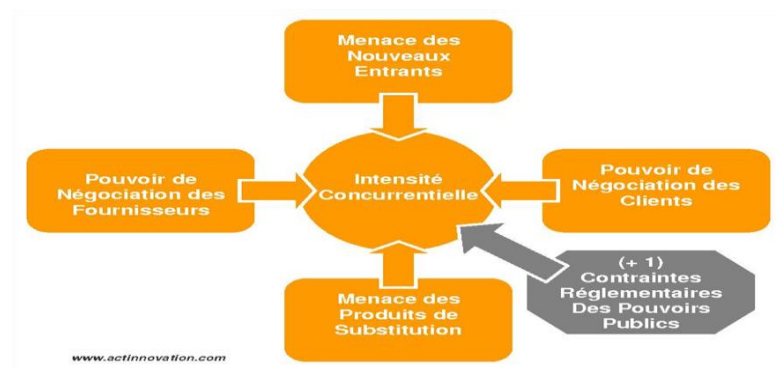 Menace des
Nouveaux
Entrants
Pouvoir de
Négociation des
Fournisseurs
Intensité
Concurrentielle
Pouvoir de
Négociation des
Clients
Menace des
Produits de
Substitution
(+ 1)
Contraintes
Réglementaires
Des Pouvoirs
Publics
www.actinnovation.com